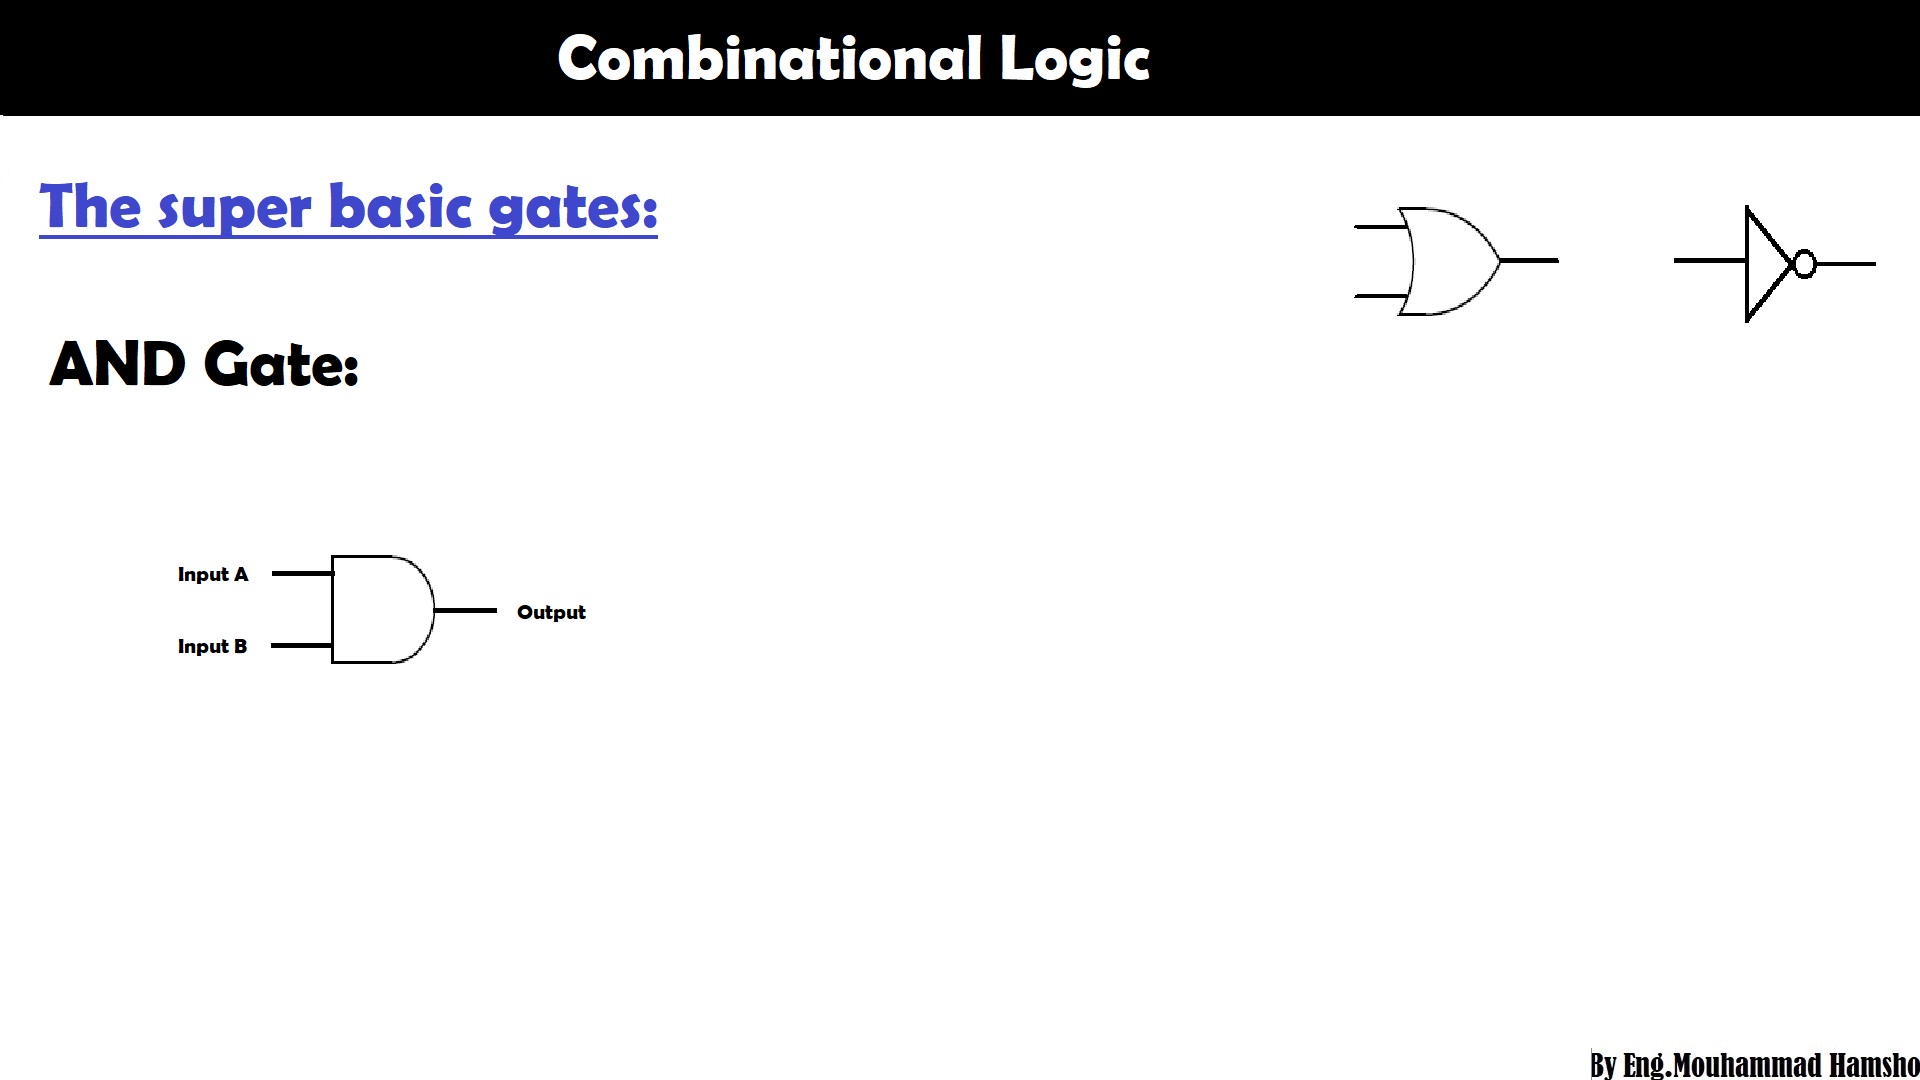 Combinational Logic
The super basic gates:
AND Gate:
Input A
Output
Input B
By Eng.Mouhammad Hamsho